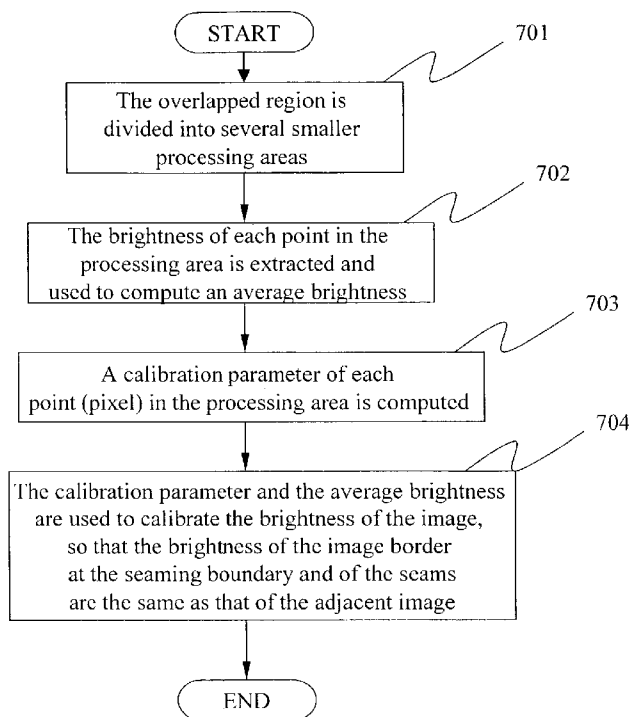 START
701
The overlapped region is
divided into several smaller
processing areas
702
The brightness of each point in the
processing area is extracted and
used to compute an average brightness
703
A calibration parameter of each
point (pixel) in the processing area is computed
704
The calibration parameter and the average brightness
are used to calibrate the brightness of the image,
so that the brightness of the image border
at the seaming boundary and of the seams
are the same as that of the adjacent image
END